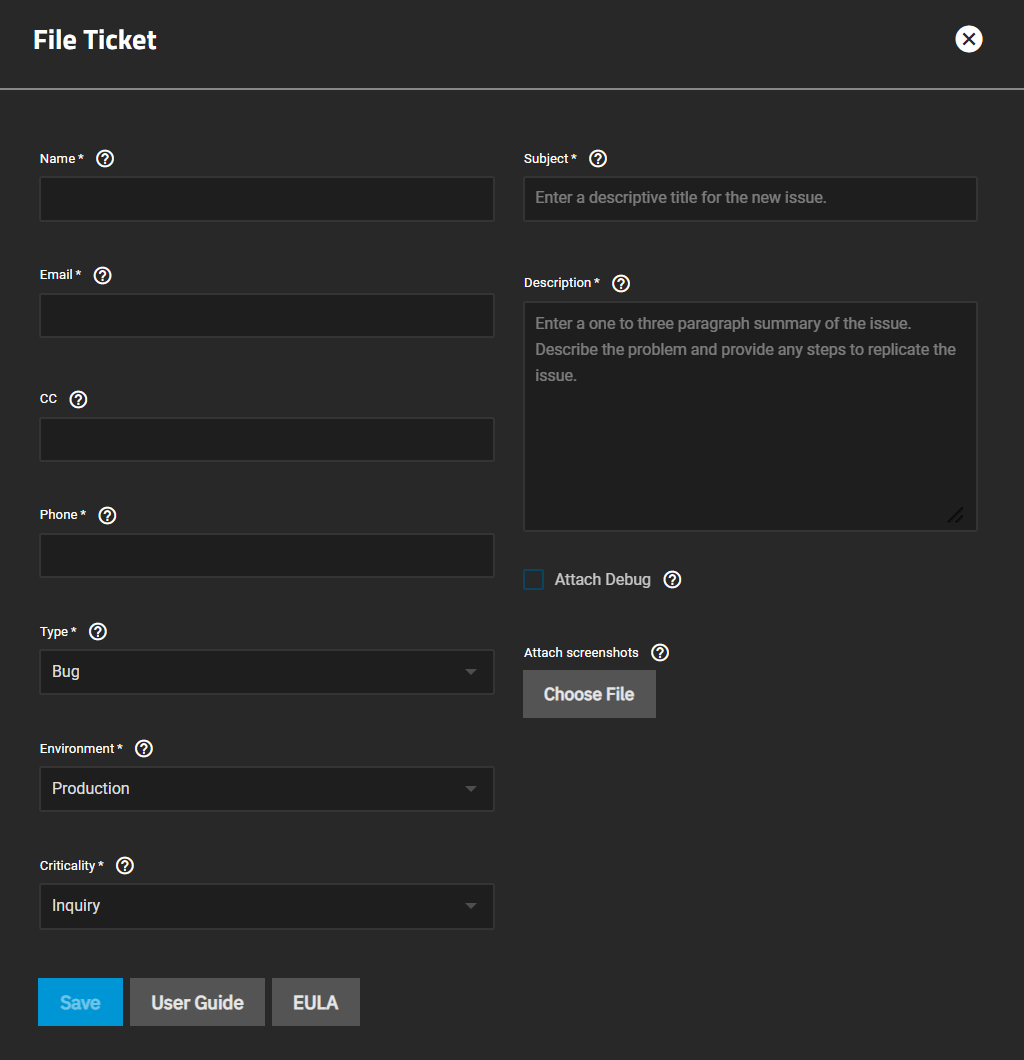 File Ticket
Name *
Email *
CC
Phone *
Type *
Bug
Environment *
Production
Criticality *
Inquiry
Subject *
Enter a descriptive title for the new issue.
Description *
Enter a one to three paragraph summary of the issue.
Describe the problem and provide any steps to replicate the
issue.
Attach Debug
Attach screenshots
Choose File
Save
User Guide
EULA